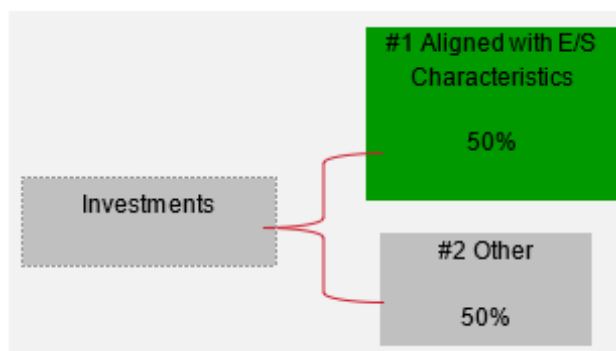 #1 Aligned with E/S
Characteristics
50%
Investments
#2 Other
50%